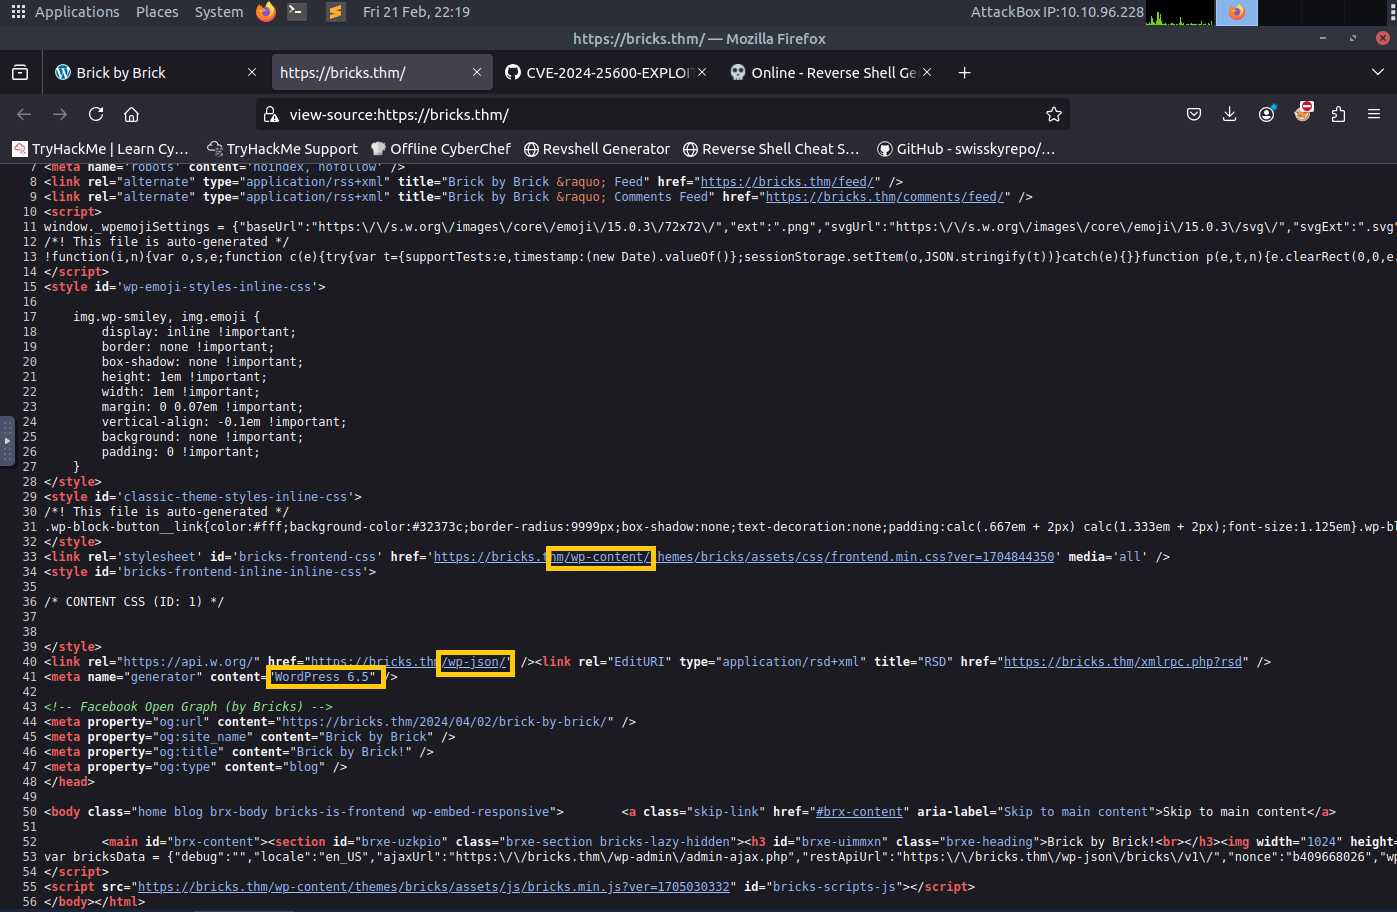 Applications Places System Fri 21 Feb, 22:19 AttackBox IP:10.10.96.228
https://bricks.thm/ — Mozilla Firefox
Brick by Brick https://bricks.thm/ CVE-2024-25600-EXPLOI Online - Reverse Shell Ge
view-source:https://bricks.thm/
TryHackMe | Learn Cy… TryHackMe Support Offline CyberChef Revshell Generator Reverse Shell Cheat S… GitHub - swisskyrepo/…
7 <meta name='robots' content='noindex, nofollow' />
8 <link rel="alternate" type="application/rss+xml" title="Brick by Brick &raquo; Feed" href="https://bricks.thm/feed/" />
9 <link rel="alternate" type="application/rss+xml" title="Brick by Brick &raquo; Comments Feed" href="https://bricks.thm/comments/feed/" />
10 <script>
11 window._wpemojiSettings = {"baseUrl":"https:\/\/s.w.org\/images\/core\/emoji\/15.0.3\/72x72\/","ext":".png","svgUrl":"https:\/\/s.w.org\/images\/core\/emoji\/15.0.3\/svg\/","svgExt":".svg"
12 /*! This file is auto-generated */
13 !function(i,n){var o,s,e;function c(e){try{var t={supportTests:e,timestamp:(new Date).valueOf()};sessionStorage.setItem(o,JSON.stringify(t))}catch(e){}}function p(e,t,n){e.clearRect(0,0,e.
14 </script>
15 <style id='wp-emoji-styles-inline-css'>
16
17 img.wp-smiley, img.emoji {
18 display: inline !important;
19 border: none !important;
20 box-shadow: none !important;
21 height: 1em !important;
22 width: 1em !important;
23 margin: 0 0.07em !important;
24 vertical-align: -0.1em !important;
25 background: none !important;
26 padding: 0 !important;
27 }
28 </style>
29 <style id='classic-theme-styles-inline-css'>
30 /*! This file is auto-generated */
31 .wp-block-button__link{color:#fff;background-color:#32373c;border-radius:9999px;box-shadow:none;text-decoration:none;padding:calc(.667em + 2px) calc(1.333em + 2px);font-size:1.125em}.wp-bl
32 </style>
33 <link rel='stylesheet' id='bricks-frontend-css' href='https://bricks.thm/wp-content/themes/bricks/assets/css/frontend.min.css?ver=1704844350' media='all' />
34 <style id='bricks-frontend-inline-inline-css'>
35
36 /* CONTENT CSS (ID: 1) */
37
38
39 </style>
40 <link rel="https://api.w.org/" href="https://bricks.thm/wp-json/" /><link rel="EditURI" type="application/rsd+xml" title="RSD" href="https://bricks.thm/xmlrpc.php?rsd" />
41 <meta name="generator" content="WordPress 6.5" />
42
43 <!-- Facebook Open Graph (by Bricks) -->
44 <meta property="og:url" content="https://bricks.thm/2024/04/02/brick-by-brick/" />
45 <meta property="og:site_name" content="Brick by Brick" />
46 <meta property="og:title" content="Brick by Brick!" />
47 <meta property="og:type" content="blog" />
48 </head>
49
50 <body class="home blog brx-body bricks-is-frontend wp-embed-responsive"> <a class="skip-link" href="#brx-content" aria-label="Skip to main content">Skip to main content</a>
51
52 <main id="brx-content"><section id="brxe-uzkpio" class="brxe-section bricks-lazy-hidden"><h3 id="brxe-uimmxn" class="brxe-heading">Brick by Brick!<br></h3><img width="1024" height=
53 var bricksData = {"debug":"","locale":"en_US","ajaxUrl":"https:\/\/bricks.thm\/wp-admin\/admin-ajax.php","restApiUrl":"https:\/\/bricks.thm\/wp-json\/bricks\/v1\/","nonce":"b409668026","wp
54 </script>
55 <script src="https://bricks.thm/wp-content/themes/bricks/assets/js/bricks.min.js?ver=1705030332" id="bricks-scripts-js"></script>
56 </body></html>